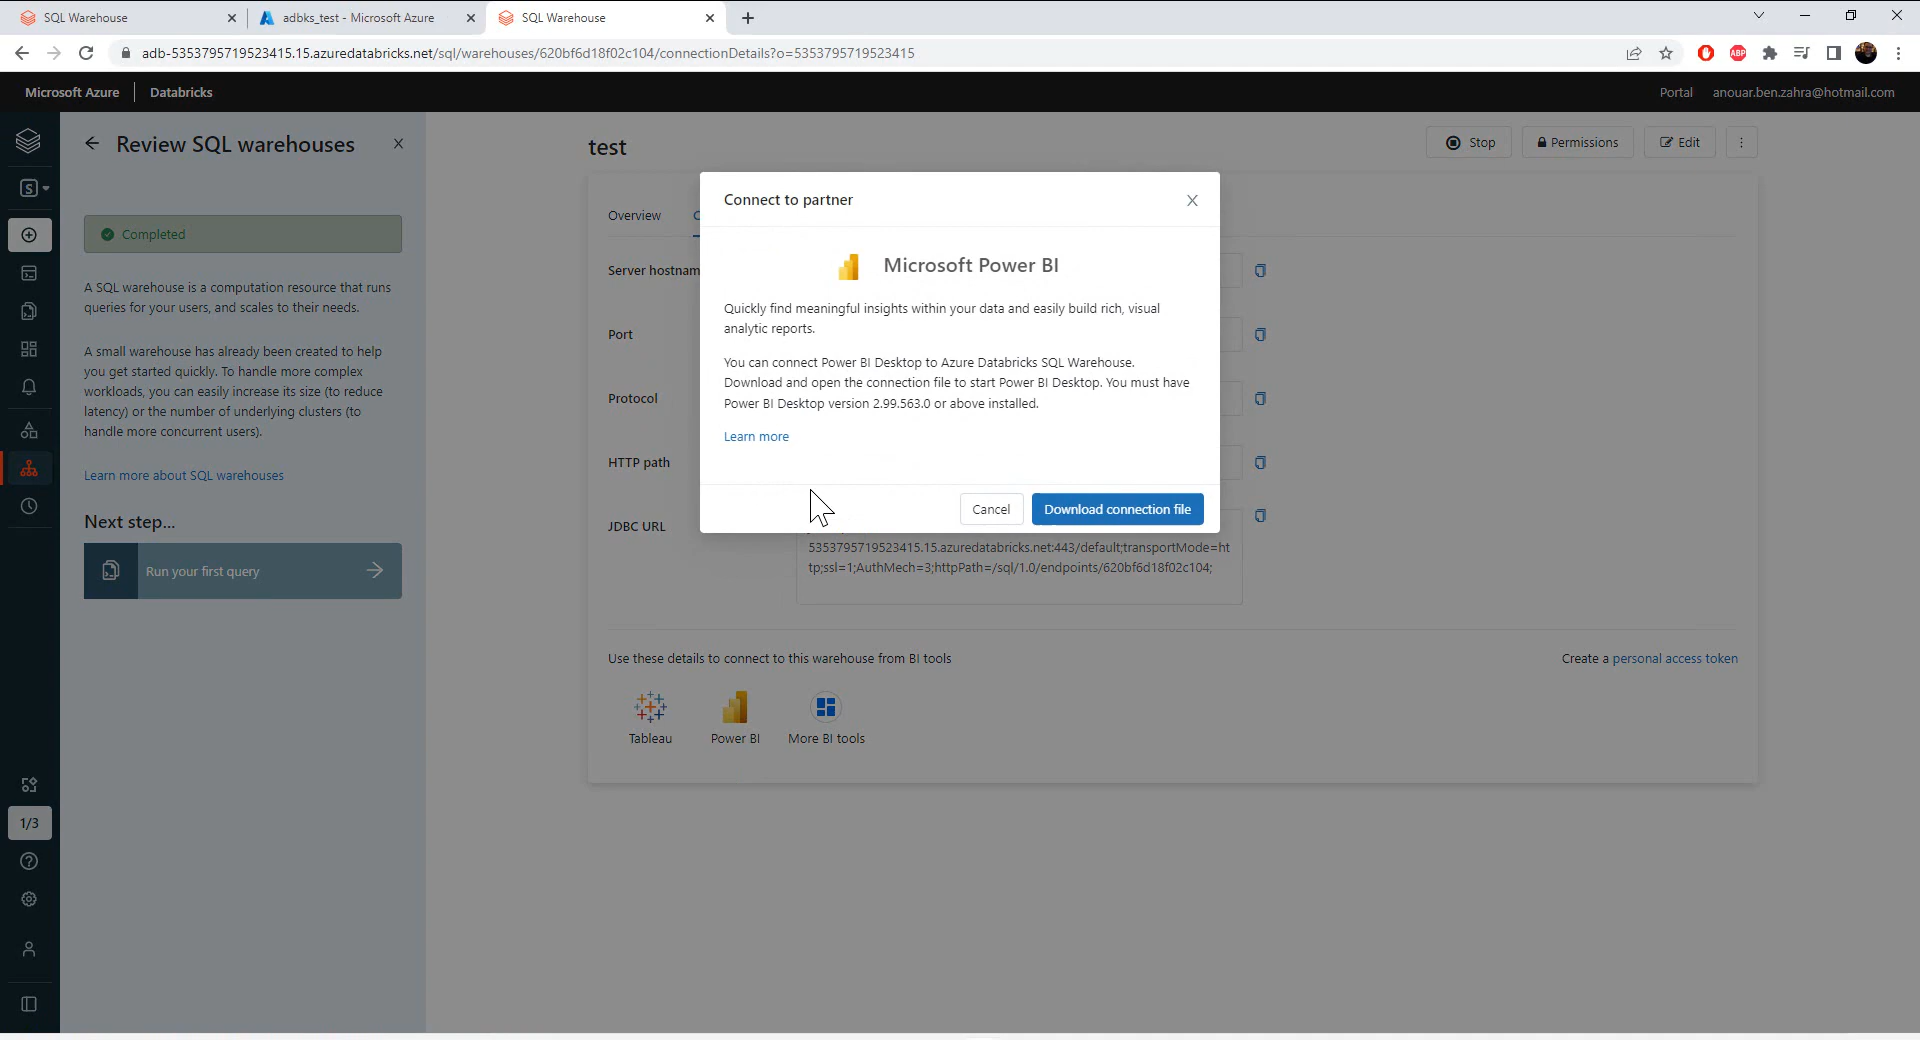 SQL Warehouse
adbks_test - Microsoft Azure
SQL Warehouse
adb-5353795719523415.15.azuredatabricks.net/sql/warehouses/620bf6d18f02c104/connectionDetails?o=5353795719523415
ABP
Microsoft Azure
Databricks
Portal
anouar.ben.zahra@hotmail.com
Review SQL warehouses
S
Completed
A SQL warehouse is a computation resource that runs
queries for your users, and scales to their needs.
A small warehouse has already been created to help
you get started quickly. To handle more complex
workloads, you can easily increase its size (to reduce
latency) or the number of underlying clusters (to
handle more concurrent users).
Learn more about SQL warehouses
Next step...
Run your first query
1/3
test
Stop
Permissions
Edit
Overview
Server hostnam
Port
Protocol
HTTP path
JDBC URL
Connect to partner
Microsoft Power BI
Quickly find meaningful insights within your data and easily build rich, visual
analytic reports.
You can connect Power BI Desktop to Azure Databricks SQL Warehouse.
Download and open the connection file to start Power BI Desktop. You must have
Power BI Desktop version 2.99.563.0 or above installed.
Learn more
Cancel
Download connection file
5353795719523415.15.azuredatabricks.net:443/default;transportMode=ht
tp;ssl=1;AuthMech=3;httpPath=/sql/1.0/endpoints/620bf6d18f02c104;
Use these details to connect to this warehouse from BI tools
Create a personal access token
Tableau
Power BI
More BI tools